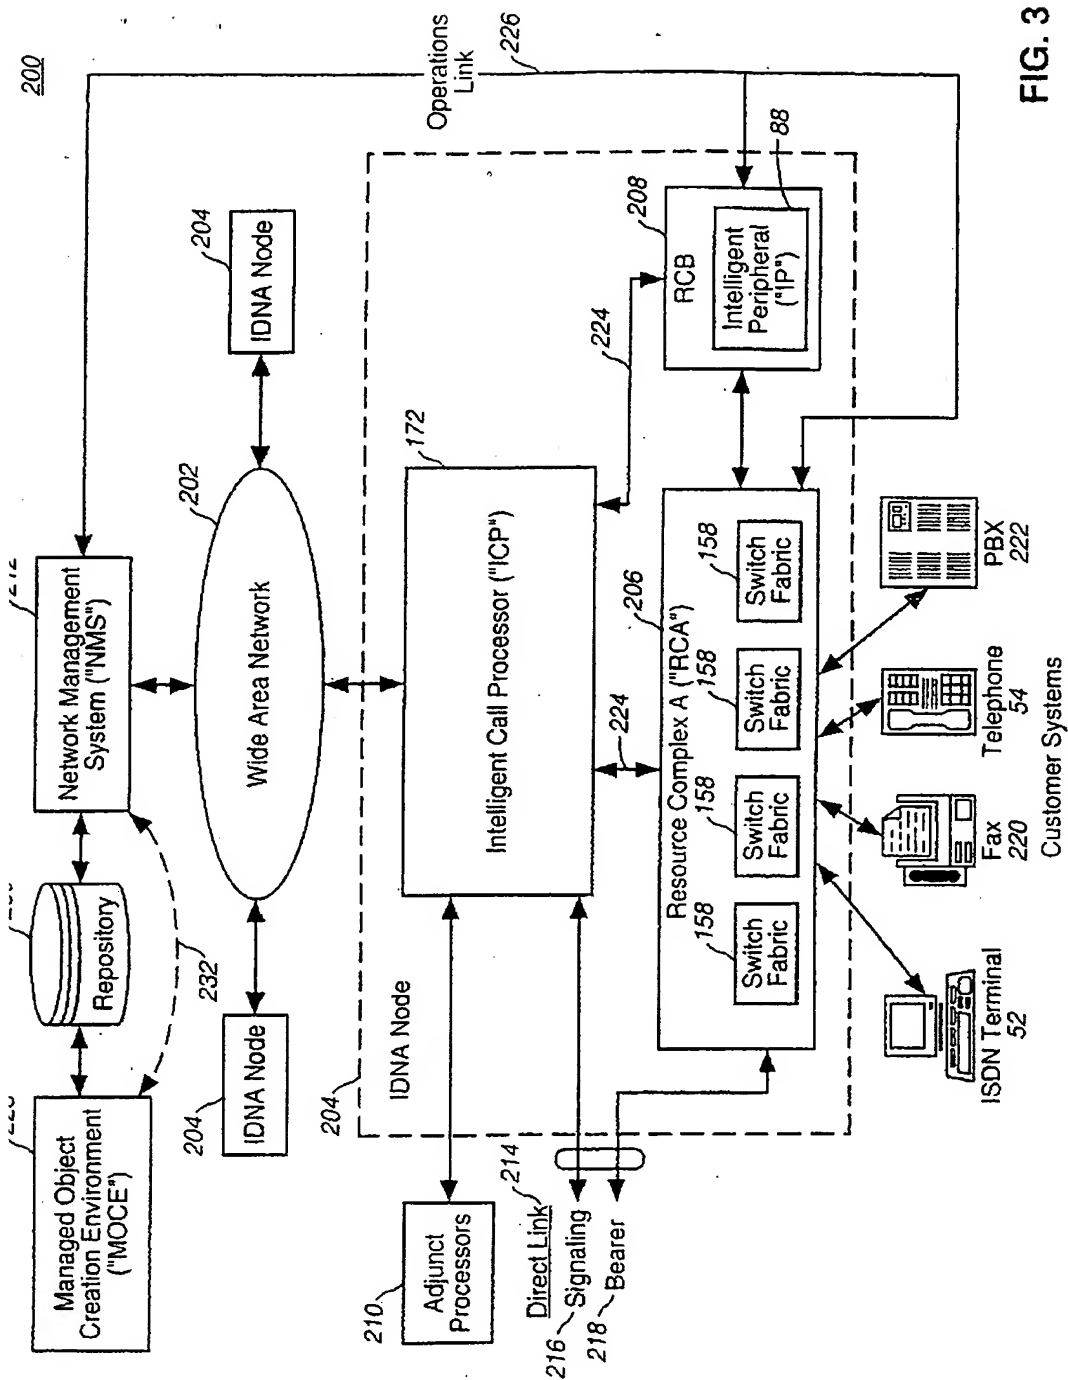 200
Managed Object
Creation Environment
("MOCE")
Repository
232
Network Management
System ("NMS")
204
IDNA Node
202
Wide Area Network
204
IDNA Node
Operations
Link
226
204
IDNA Node
210
Adjunct
Processors
172
Intelligent Call Processor ("ICP")
Direct Link
214
216
Signaling
218
Bearer
224
224
206
Resource Complex A ("RCA")
158
Switch
Fabric
158
Switch
Fabric
158
Switch
Fabric
158
Switch
Fabric
208
RCB
Intelligent
Peripheral
("IP")
88
ISDN Terminal
52
Fax
220
Telephone
54
PBX
222
Customer Systems
FIG. 3